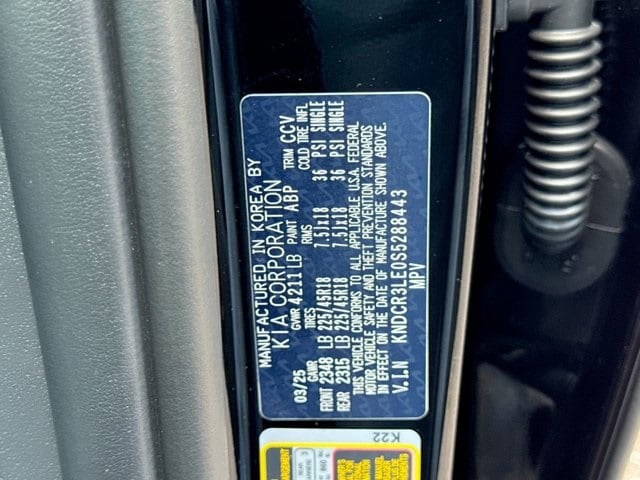 MANUFACTURED IN KOREA BY
KIA CORPORATION
GVWR 4211LB PAINT ABP TRIM CCV
03/25 GAWR TIRES RIMS COLD TIRE INFL
FRONT 2348 LB 225/45R18 7.5Jx18 36 PSI SINGLE
REAR 2315 LB 225/45R18 7.5Jx18 36 PSI SINGLE
THIS VEHICLE CONFORMS TO ALL APPLICABLE U.S.A FEDERAL
MOTOR VEHICLE SAFETY AND THEFT PREVENTION STANDARDS
IN EFFECT ON THE DATE OF MANUFACTURE SHOWN ABOVE.
V.I.N KNDCR3LE0S5288443
MPV
K22
REAR 3